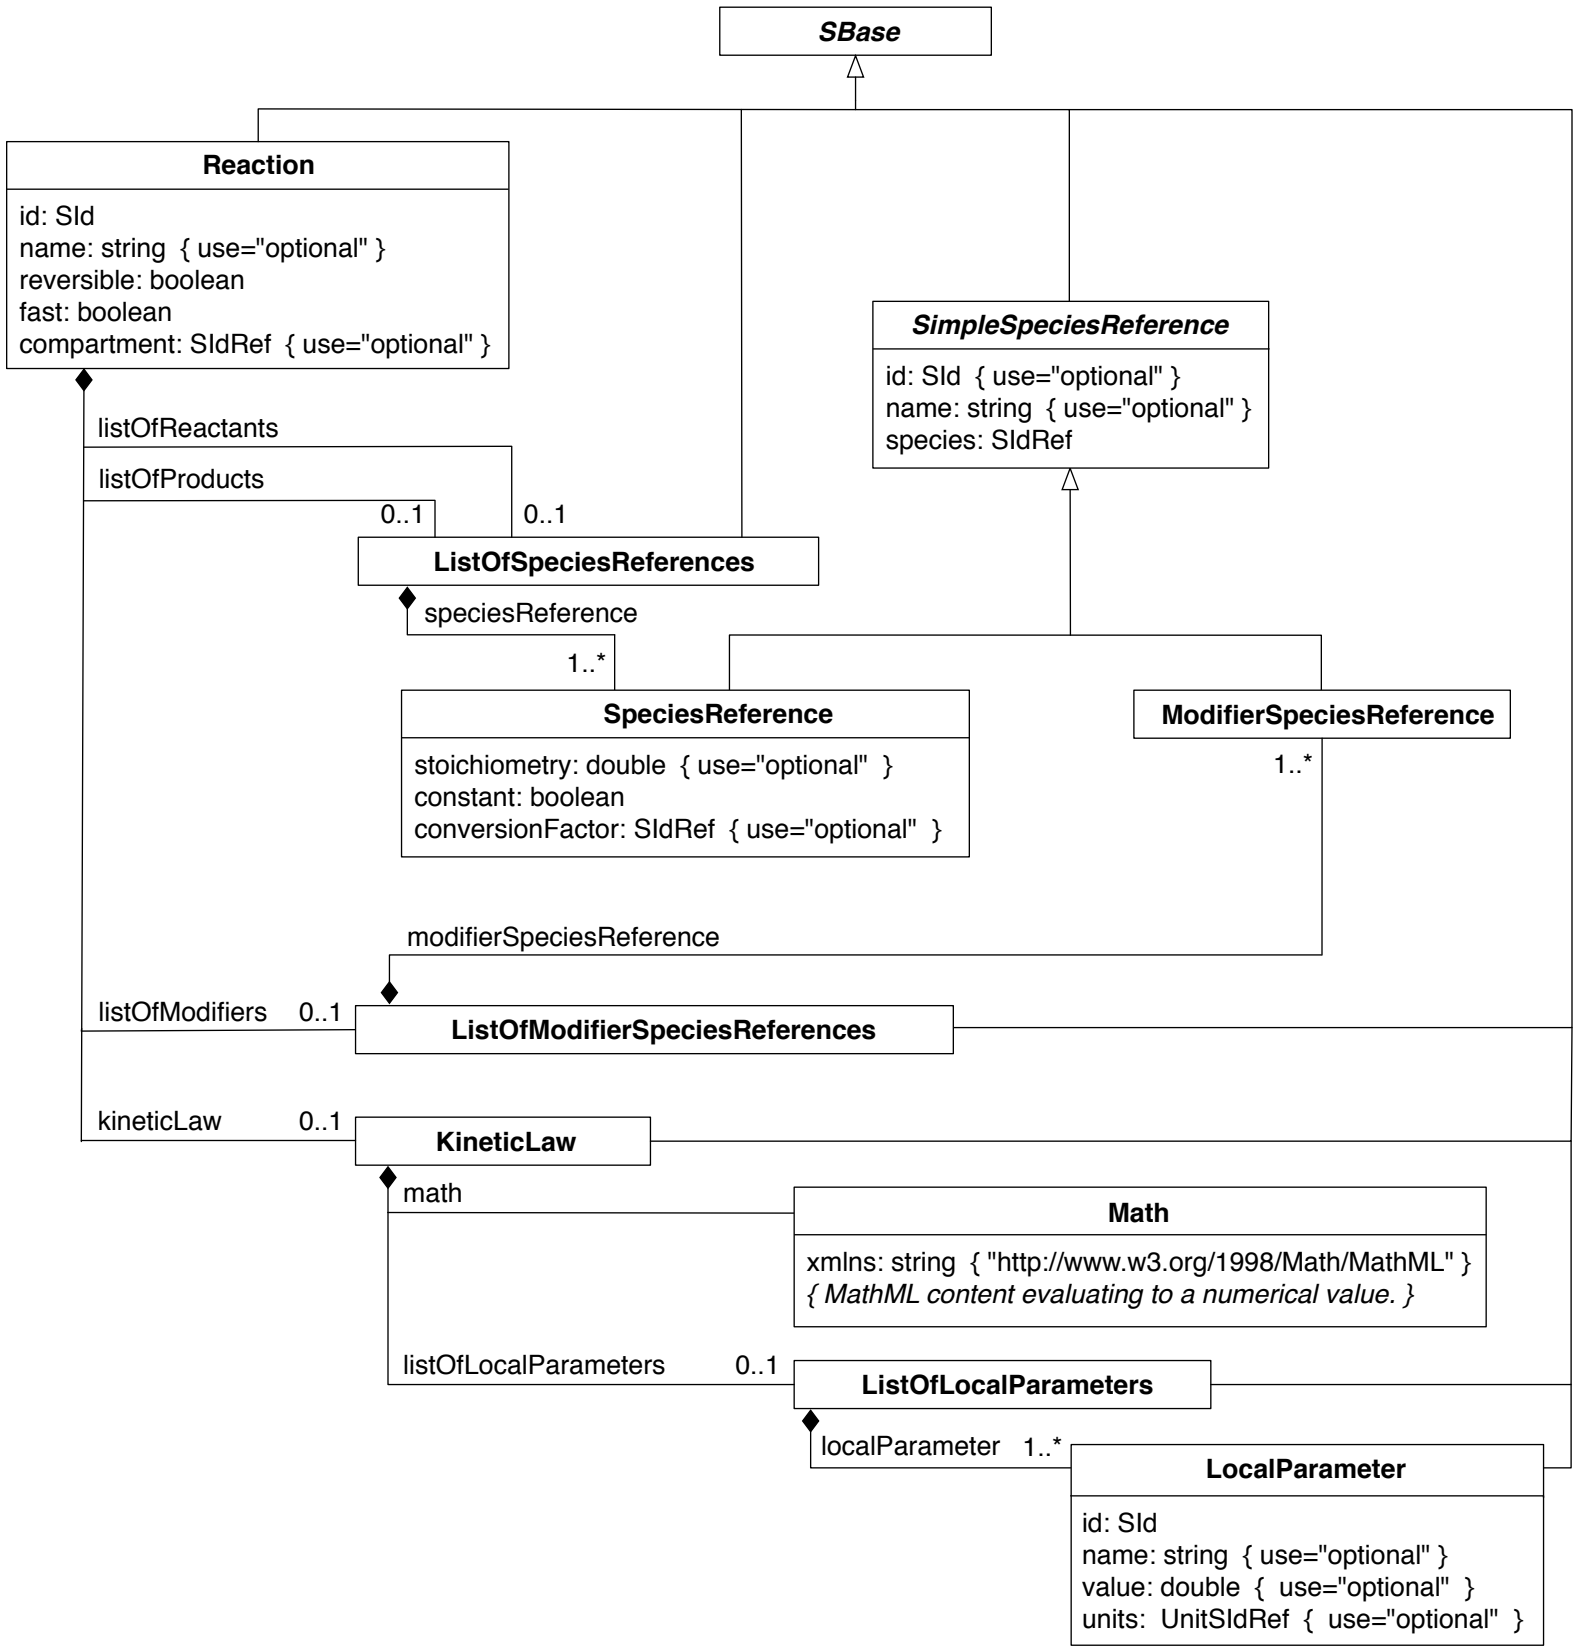 SBase
Reaction
id: SId
name: string { use="optional" }
reversible: boolean
fast: boolean
compartment: SIdRef { use="optional" }
SimpleSpeciesReference
id: SId { use="optional" }
name: string { use="optional" }
species: SIdRef
listOfReactants
listOfProducts
0..1
0..1
ListOfSpeciesReferences
speciesReference
1..*
SpeciesReference
stoichiometry: double { use="optional" }
constant: boolean
conversionFactor: SIdRef { use="optional" }
ModifierSpeciesReference
1..*
modifierSpeciesReference
listOfModifiers 0..1
ListOfModifierSpeciesReferences
kineticLaw 0..1
KineticLaw
math
Math
xmlns: string { "http://www.w3.org/1998/Math/MathML" }
{ MathML content evaluating to a numerical value. }
listOfLocalParameters 0..1
ListOfLocalParameters
localParameter 1..*
LocalParameter
id: SId
name: string { use="optional" }
value: double { use="optional" }
units: UnitSIdRef { use="optional" }